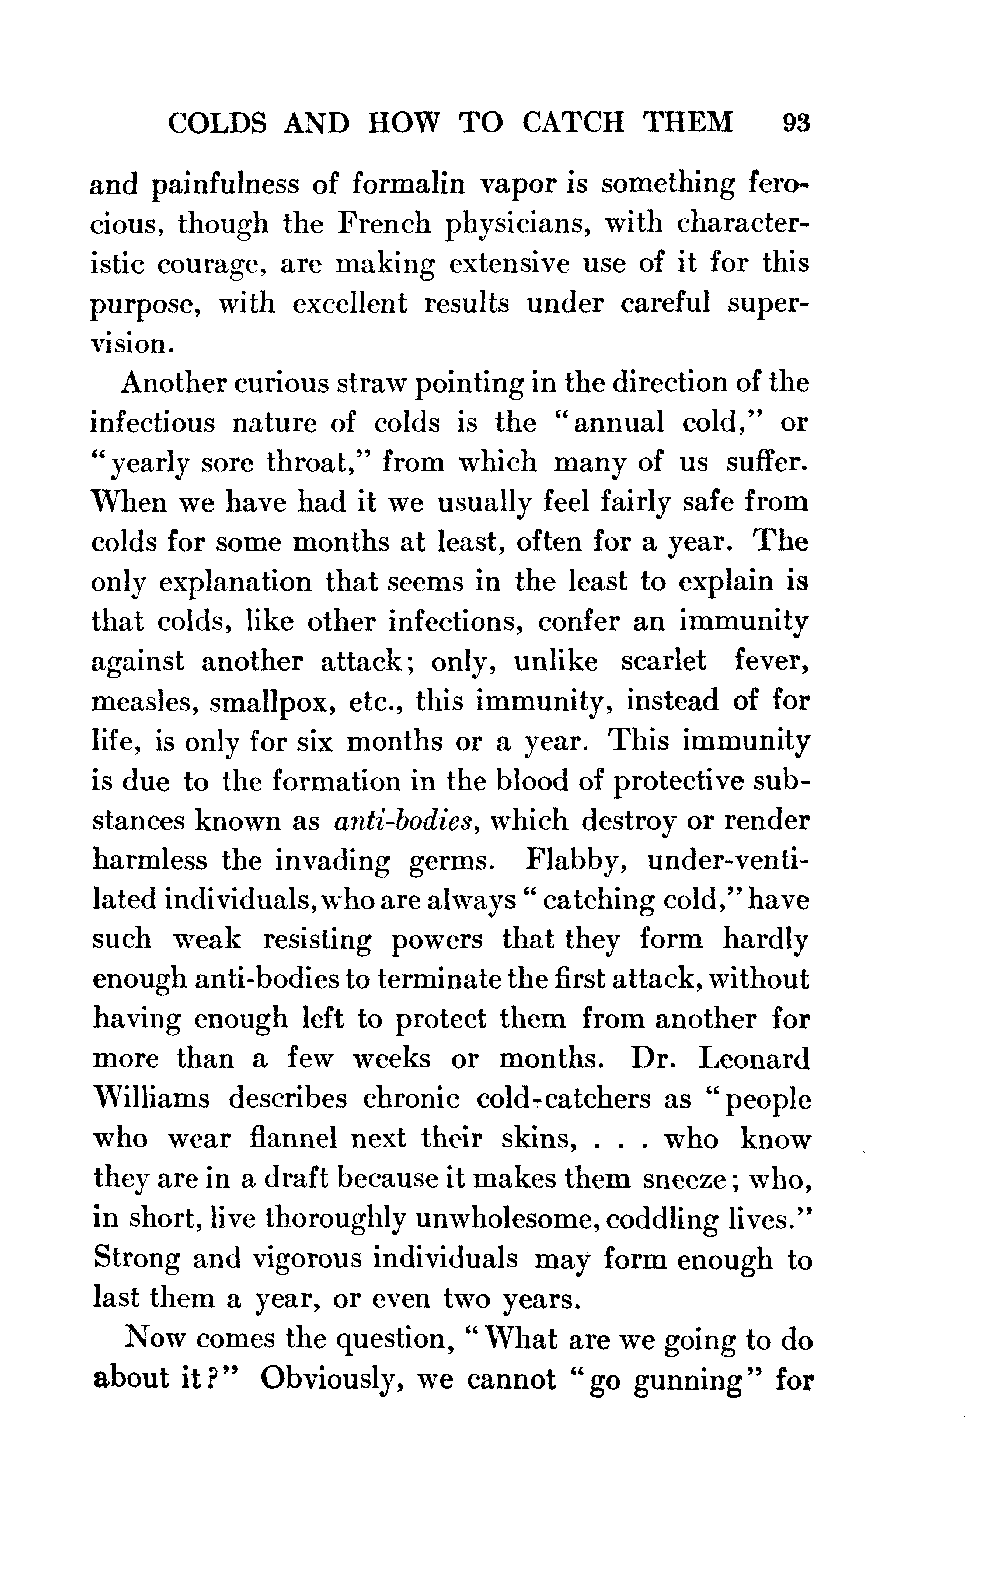 COLDS AND HOW TO CATCH THEM 93
and painfulness of formalin vapor is something fero-
cious, though the French physicians, with character-
istic courage, are making extensive use of it for this
purpose, with excellent results under careful super-
vision.
Another curious straw pointing in the direction of the
infectious nature of colds is the “annual cold,” or
“yearly sore throat,” from which many of us suffer.
When we have had it we usually feel fairly safe from
colds for some months at least, often for a year. The
only explanation that seems in the least to explain is
that colds, like other infections, confer an immunity
against another attack; only, unlike scarlet fever,
measles, smallpox, etc., this immunity, instead of for
life, is only for six months or a year. This immunity
is due to the formation in the blood of protective sub-
stances known as anti-bodies, which destroy or render
harmless the invading germs. Flabby, under-venti-
lated individuals, who are always “catching cold,” have
such weak resisting powers that they form hardly
enough anti-bodies to terminate the first attack, without
having enough left to protect them from another for
more than a few weeks or months. Dr. Leonard
Williams describes chronic cold-catchers as “people
who wear flannel next their skins, . . . who know
they are in a draft because it makes them sneeze; who,
in short, live thoroughly unwholesome, coddling lives.”
Strong and vigorous individuals may form enough to
last them a year, or even two years.
Now comes the question, “What are we going to do
about it?” Obviously, we cannot “go gunning” for